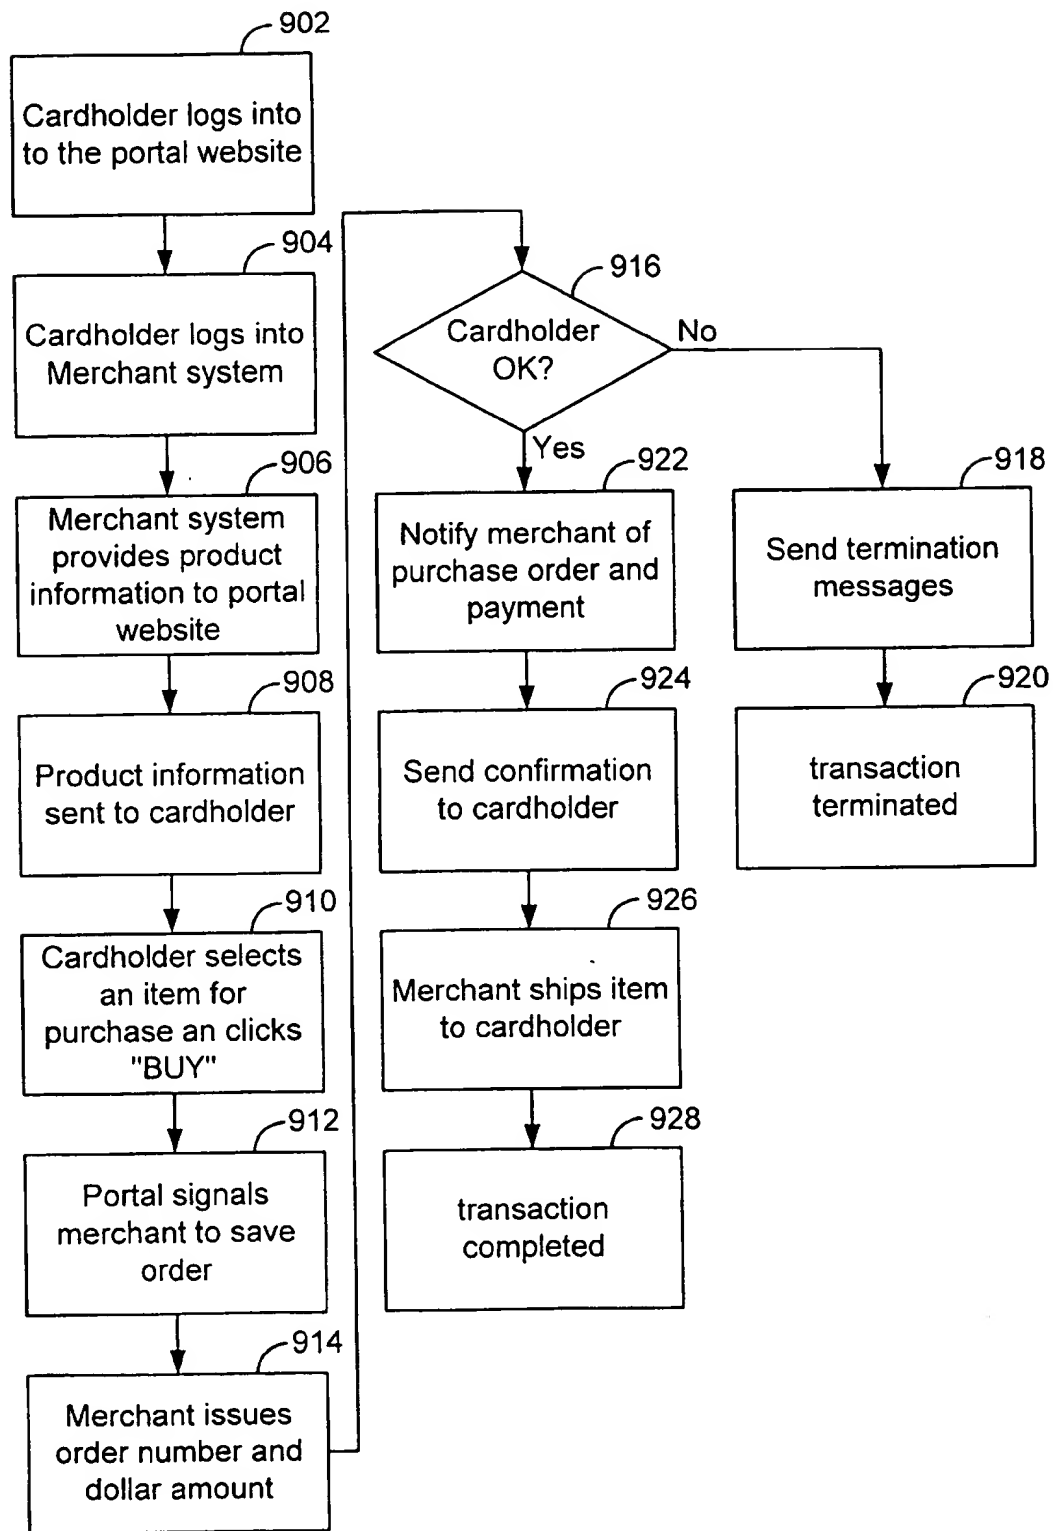 902
Cardholder logs into
to the portal website
904
Cardholder logs into
Merchant system
906
Merchant system
provides product
information to portal
website
908
Product information
sent to cardholder
910
Cardholder selects
an item for
purchase an clicks
"BUY"
912
Portal signals
merchant to save
order
914
Merchant issues
order number and
dollar amount
916
Cardholder
OK?
No
Yes
922
Notify merchant of
purchase order and
payment
924
Send confirmation
to cardholder
926
Merchant ships item
to cardholder
928
transaction
completed
918
Send termination
messages
920
transaction
terminated